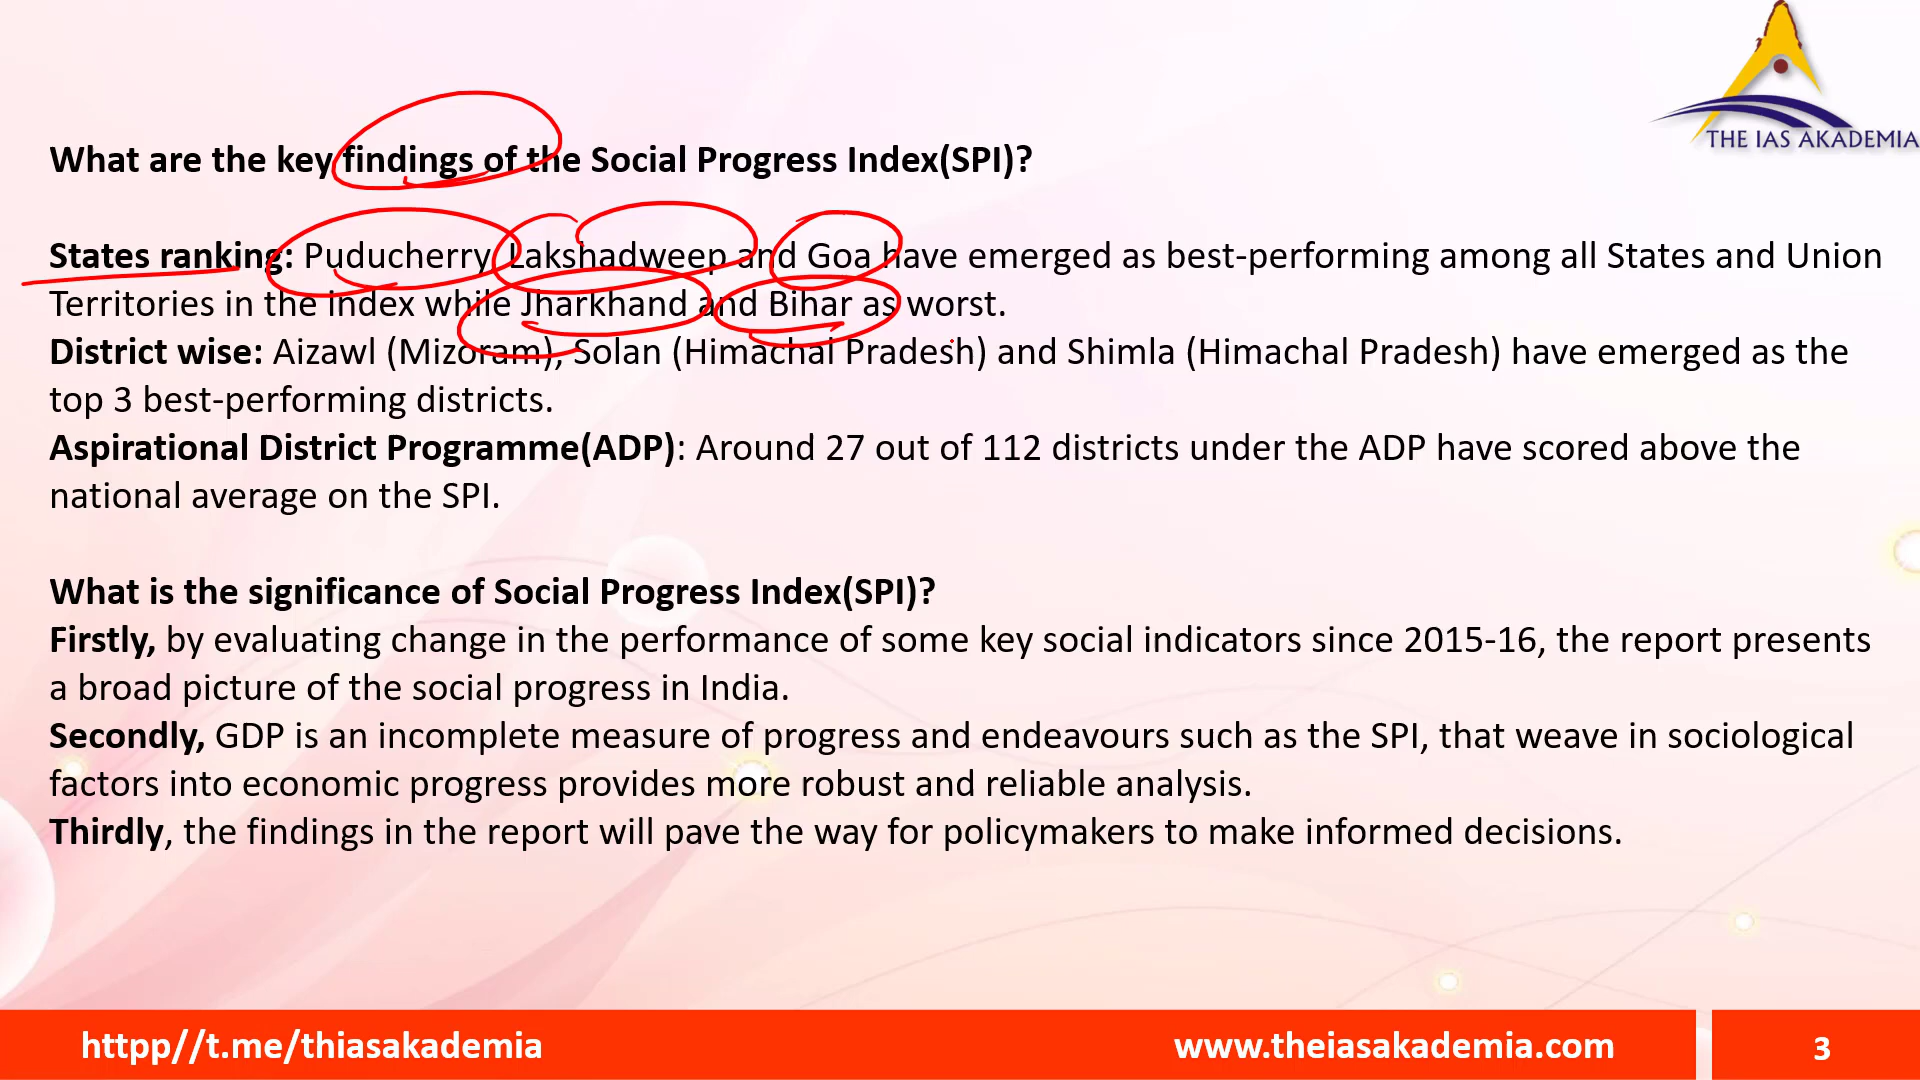 THE IAS AKADEMIA
What are the key findings of the Social Progress Index(SPI)?
States ranking: Puducherry, Lakshadweep and Goa have emerged as best-performing among all States and Union
Territories in the index while Jharkhand and Bihar as worst.
District wise: Aizawl (Mizoram), Solan (Himachal Pradesh) and Shimla (Himachal Pradesh) have emerged as the
top 3 best-performing districts.
Aspirational District Programme(ADP): Around 27 out of 112 districts under the ADP have scored above the
national average on the SPI.
What is the significance of Social Progress Index(SPI)?
Firstly, by evaluating change in the performance of some key social indicators since 2015-16, the report presents
a broad picture of the social progress in India.
Secondly, GDP is an incomplete measure of progress and endeavours such as the SPI, that weave in sociological
factors into economic progress provides more robust and reliable analysis.
Thirdly, the findings in the report will pave the way for policymakers to make informed decisions.
httpp//t.me/thiasakademia
www.theiasakademia.com
3